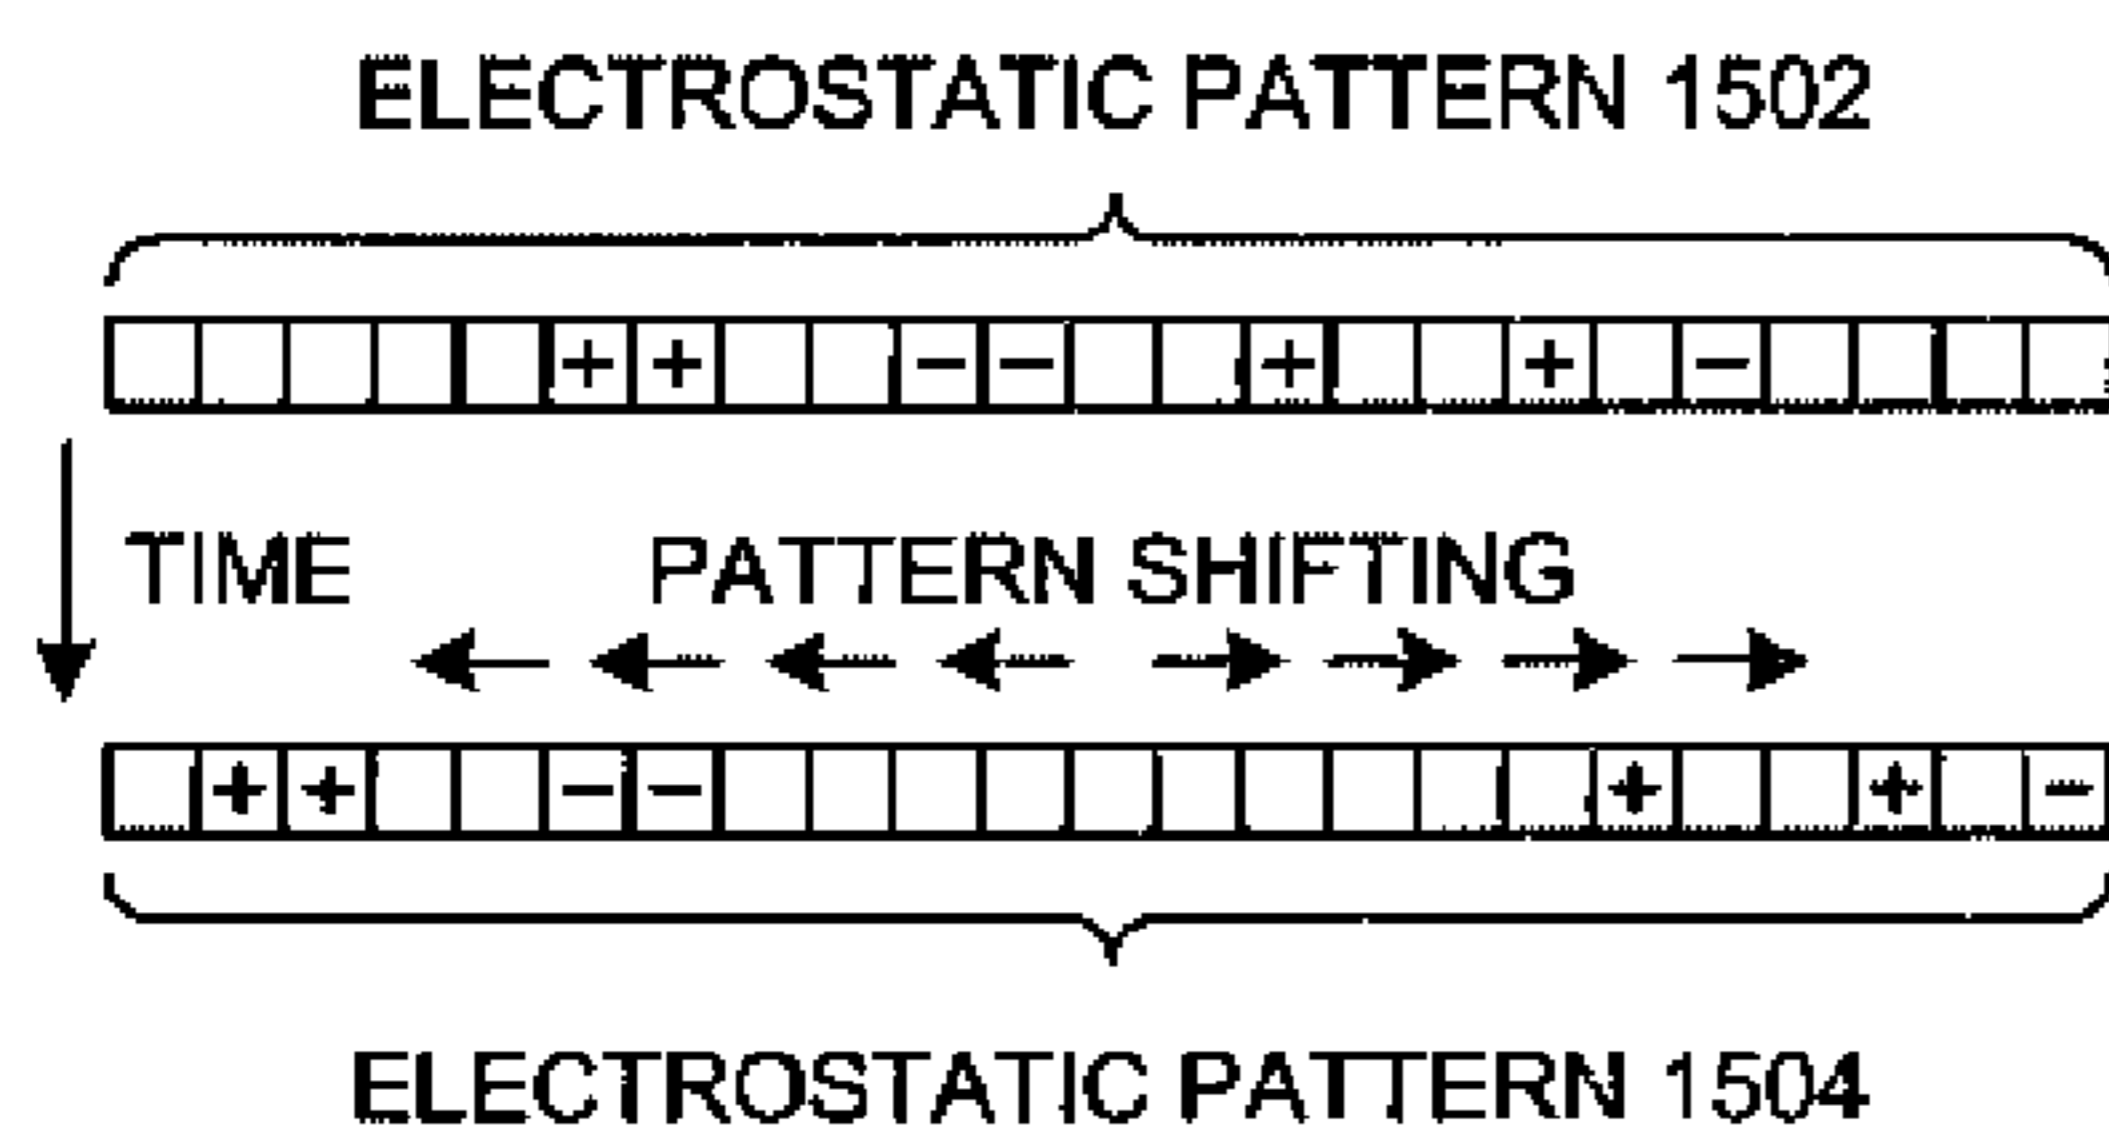 ELECTROSTATIC PATTERN 1502
+ + − − + + −
TIME PATTERN SHIFTING
+ + − − + + −
ELECTROSTATIC PATTERN 1504